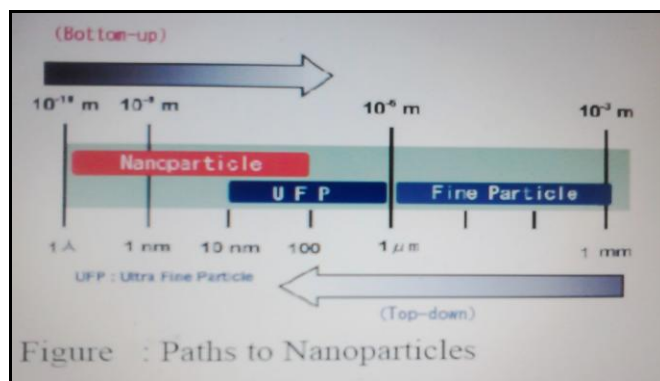 (Bottom-up)
10⁻¹⁰ m 10⁻⁹ m 10⁻⁶ m 10⁻³ m
Nanoparticle
U F P Fine Particle
1Å 1 nm 10 nm 100 1 μm 1 mm
UFP : Ultra Fine Particle
(Top-down)
Figure : Paths to Nanoparticles